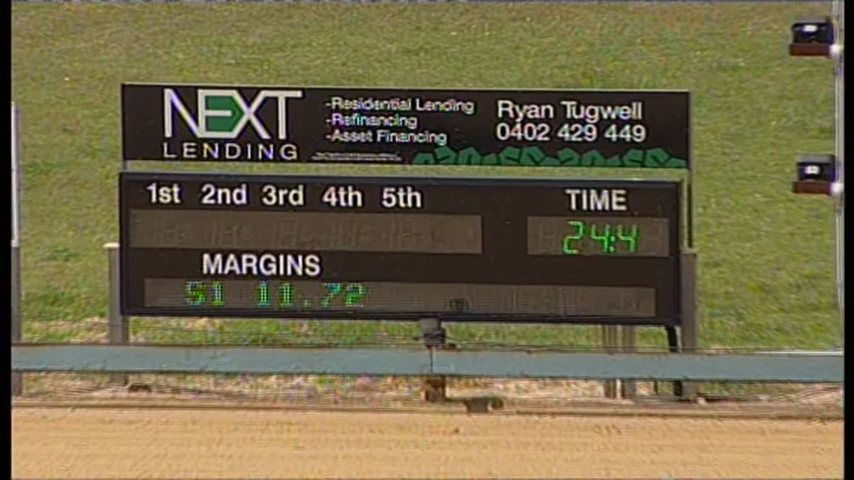 NEXT
LENDING
-Residential Lending
-Refinancing
-Asset Financing
Ryan Tugwell
0402 429 449
1st 2nd 3rd 4th 5th
TIME
24:4
MARGINS
S1 11.72